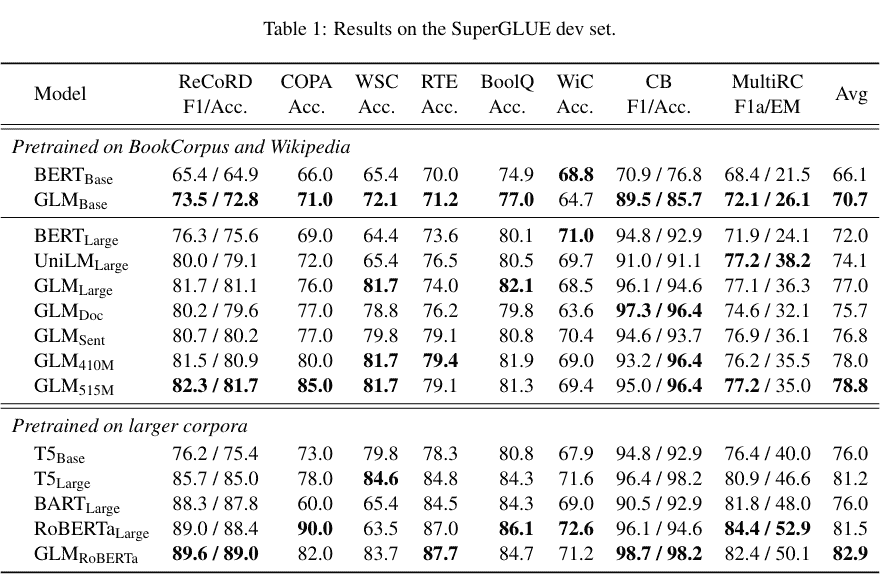 Table 1: Results on the SuperGLUE dev set.
Model ReCoRD F1/Acc. COPA Acc. WSC Acc. RTE Acc. BoolQ Acc. WiC Acc. CB F1/Acc. MultiRC F1a/EM Avg
Pretrained on BookCorpus and Wikipedia
BERT_Base 65.4 / 64.9 66.0 65.4 70.0 74.9 68.8 70.9 / 76.8 68.4 / 21.5 66.1
GLM_Base 73.5 / 72.8 71.0 72.1 71.2 77.0 64.7 89.5 / 85.7 72.1 / 26.1 70.7
BERT_Large 76.3 / 75.6 69.0 64.4 73.6 80.1 71.0 94.8 / 92.9 71.9 / 24.1 72.0
UniLM_Large 80.0 / 79.1 72.0 65.4 76.5 80.5 69.7 91.0 / 91.1 77.2 / 38.2 74.1
GLM_Large 81.7 / 81.1 76.0 81.7 74.0 82.1 68.5 96.1 / 94.6 77.1 / 36.3 77.0
GLM_Doc 80.2 / 79.6 77.0 78.8 76.2 79.8 63.6 97.3 / 96.4 74.6 / 32.1 75.7
GLM_Sent 80.7 / 80.2 77.0 79.8 79.1 80.8 70.4 94.6 / 93.7 76.9 / 36.1 76.8
GLM_410M 81.5 / 80.9 80.0 81.7 79.4 81.9 69.0 93.2 / 96.4 76.2 / 35.5 78.0
GLM_515M 82.3 / 81.7 85.0 81.7 79.1 81.3 69.4 95.0 / 96.4 77.2 / 35.0 78.8
Pretrained on larger corpora
T5_Base 76.2 / 75.4 73.0 79.8 78.3 80.8 67.9 94.8 / 92.9 76.4 / 40.0 76.0
T5_Large 85.7 / 85.0 78.0 84.6 84.8 84.3 71.6 96.4 / 98.2 80.9 / 46.6 81.2
BART_Large 88.3 / 87.8 60.0 65.4 84.5 84.3 69.0 90.5 / 92.9 81.8 / 48.0 76.0
RoBERTa_Large 89.0 / 88.4 90.0 63.5 87.0 86.1 72.6 96.1 / 94.6 84.4 / 52.9 81.5
GLM_RoBERTa 89.6 / 89.0 82.0 83.7 87.7 84.7 71.2 98.7 / 98.2 82.4 / 50.1 82.9